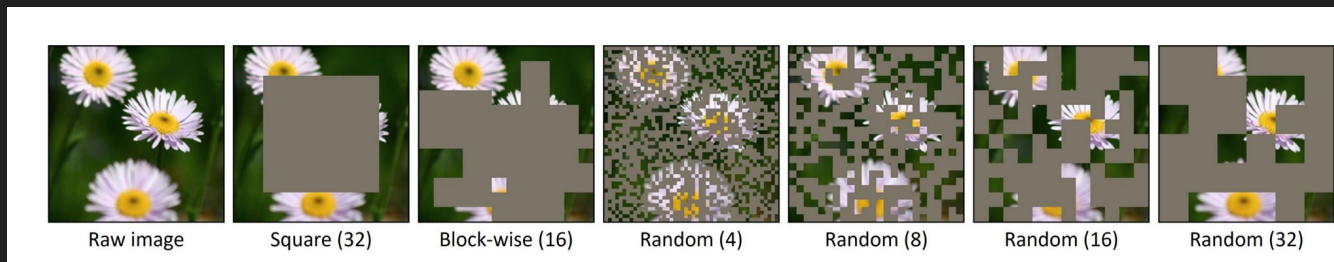 Raw image
Square (32)
Block-wise (16)
Random (4)
Random (8)
Random (16)
Random (32)